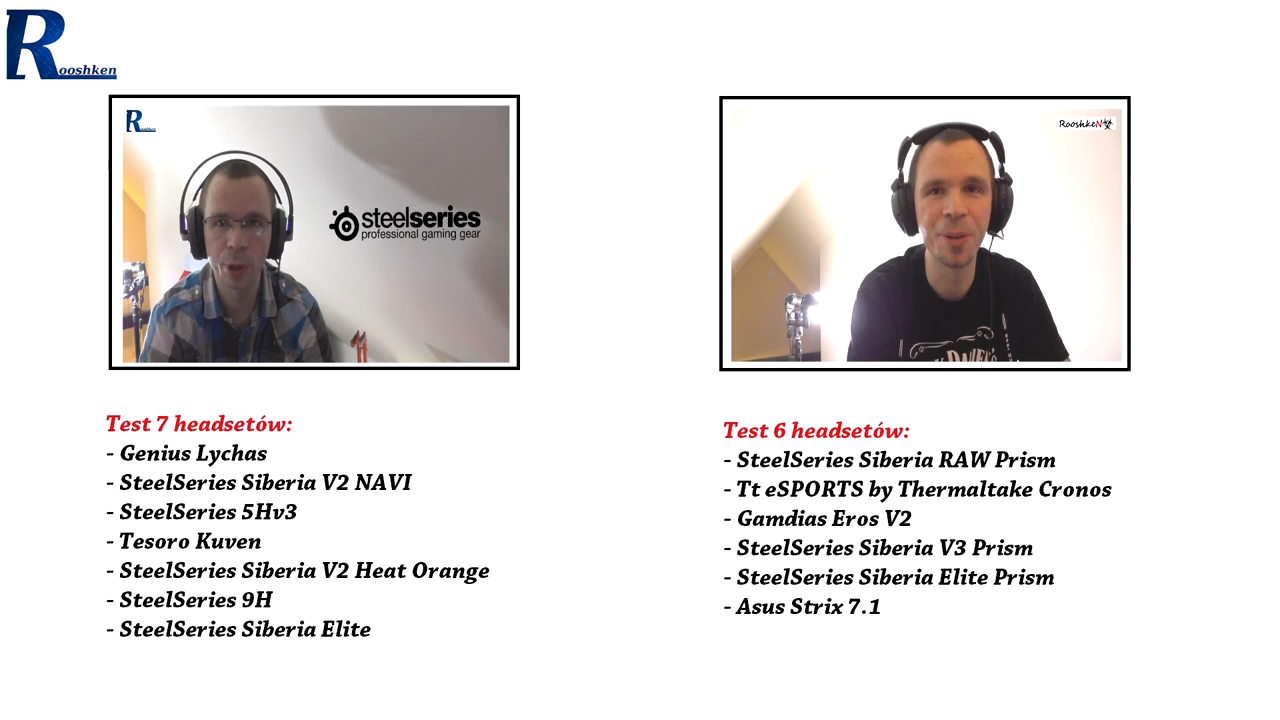 Rooshken
steelseries
professional gaming gear
RooshkeN
Test 7 headsetów:
- Genius Lychas
- SteelSeries Siberia V2 NAVI
- SteelSeries 5Hv3
- Tesoro Kuven
- SteelSeries Siberia V2 Heat Orange
- SteelSeries 9H
- SteelSeries Siberia Elite
Test 6 headsetów:
- SteelSeries Siberia RAW Prism
- Tt eSPORTS by Thermaltake Cronos
- Gamdias Eros V2
- SteelSeries Siberia V3 Prism
- SteelSeries Siberia Elite Prism
- Asus Strix 7.1